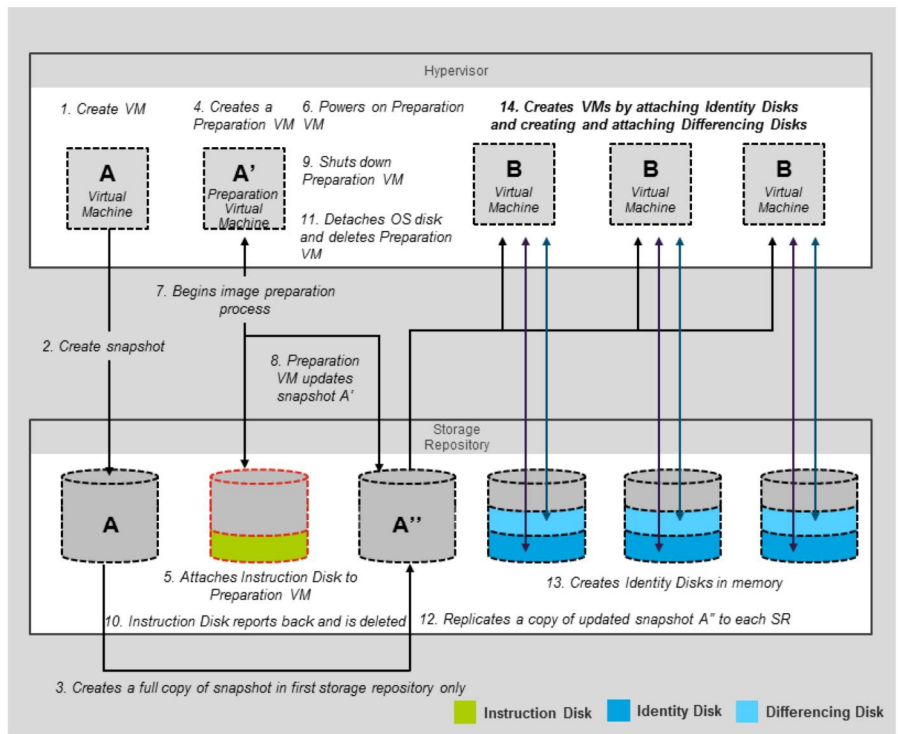 Hypervisor
1. Create VM
4. Creates a
Preparation VM
6. Powers on Preparation
VM
14. Creates VMs by attaching Identity Disks
and creating and attaching Differencing Disks
A
Virtual
Machine
A’
Preparation
Virtual
Machine
9. Shuts down
Preparation VM
11. Detaches OS disk
and deletes Preparation
VM
B
Virtual
Machine
B
Virtual
Machine
B
Virtual
Machine
7. Begins image preparation
process
2. Create snapshot
8. Preparation
VM updates
snapshot A’
Storage
Repository
A
A’’
5. Attaches Instruction Disk to
Preparation VM
13. Creates Identity Disks in memory
10. Instruction Disk reports back and is deleted
12. Replicates a copy of updated snapshot A” to each SR
3. Creates a full copy of snapshot in first storage repository only
Instruction Disk
Identity Disk
Differencing Disk